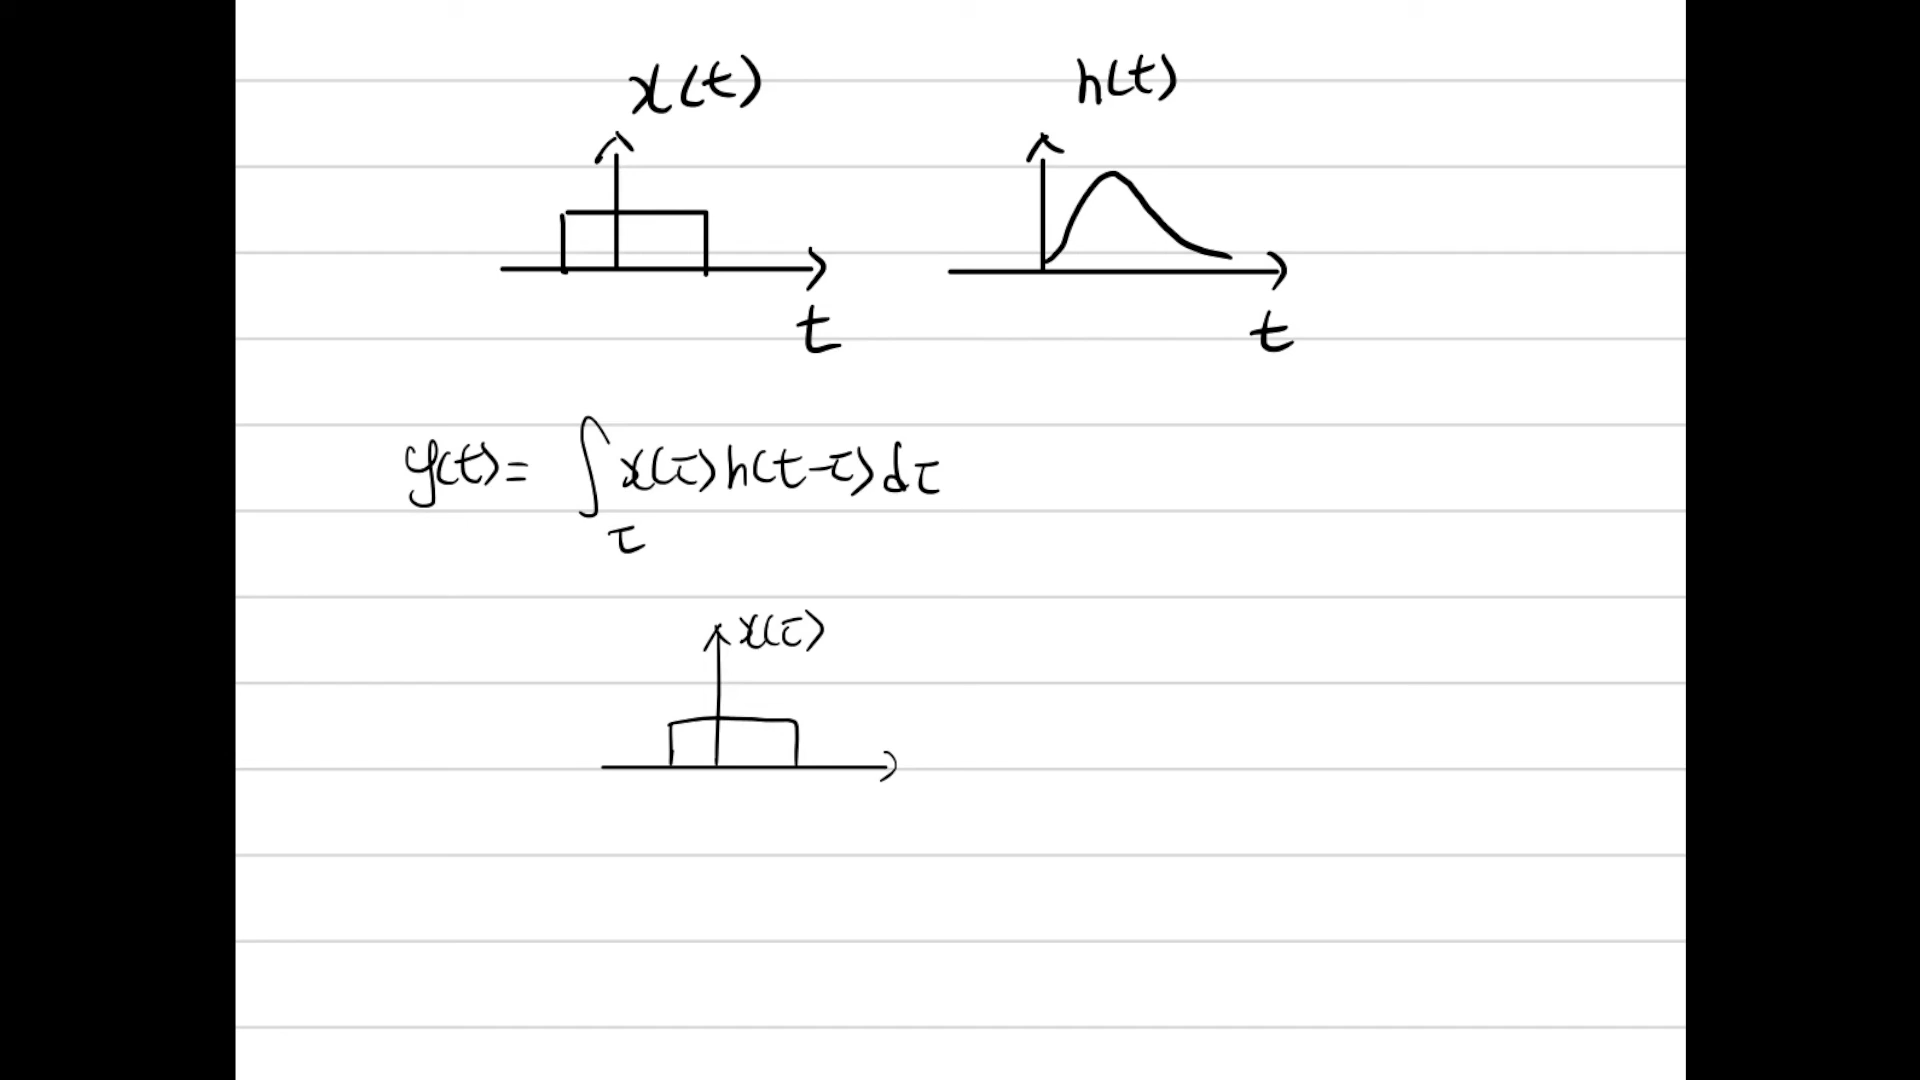 x(t) h(t)
t t
y(t)= ∫ x(τ)h(t-τ)dτ
τ
x(τ)